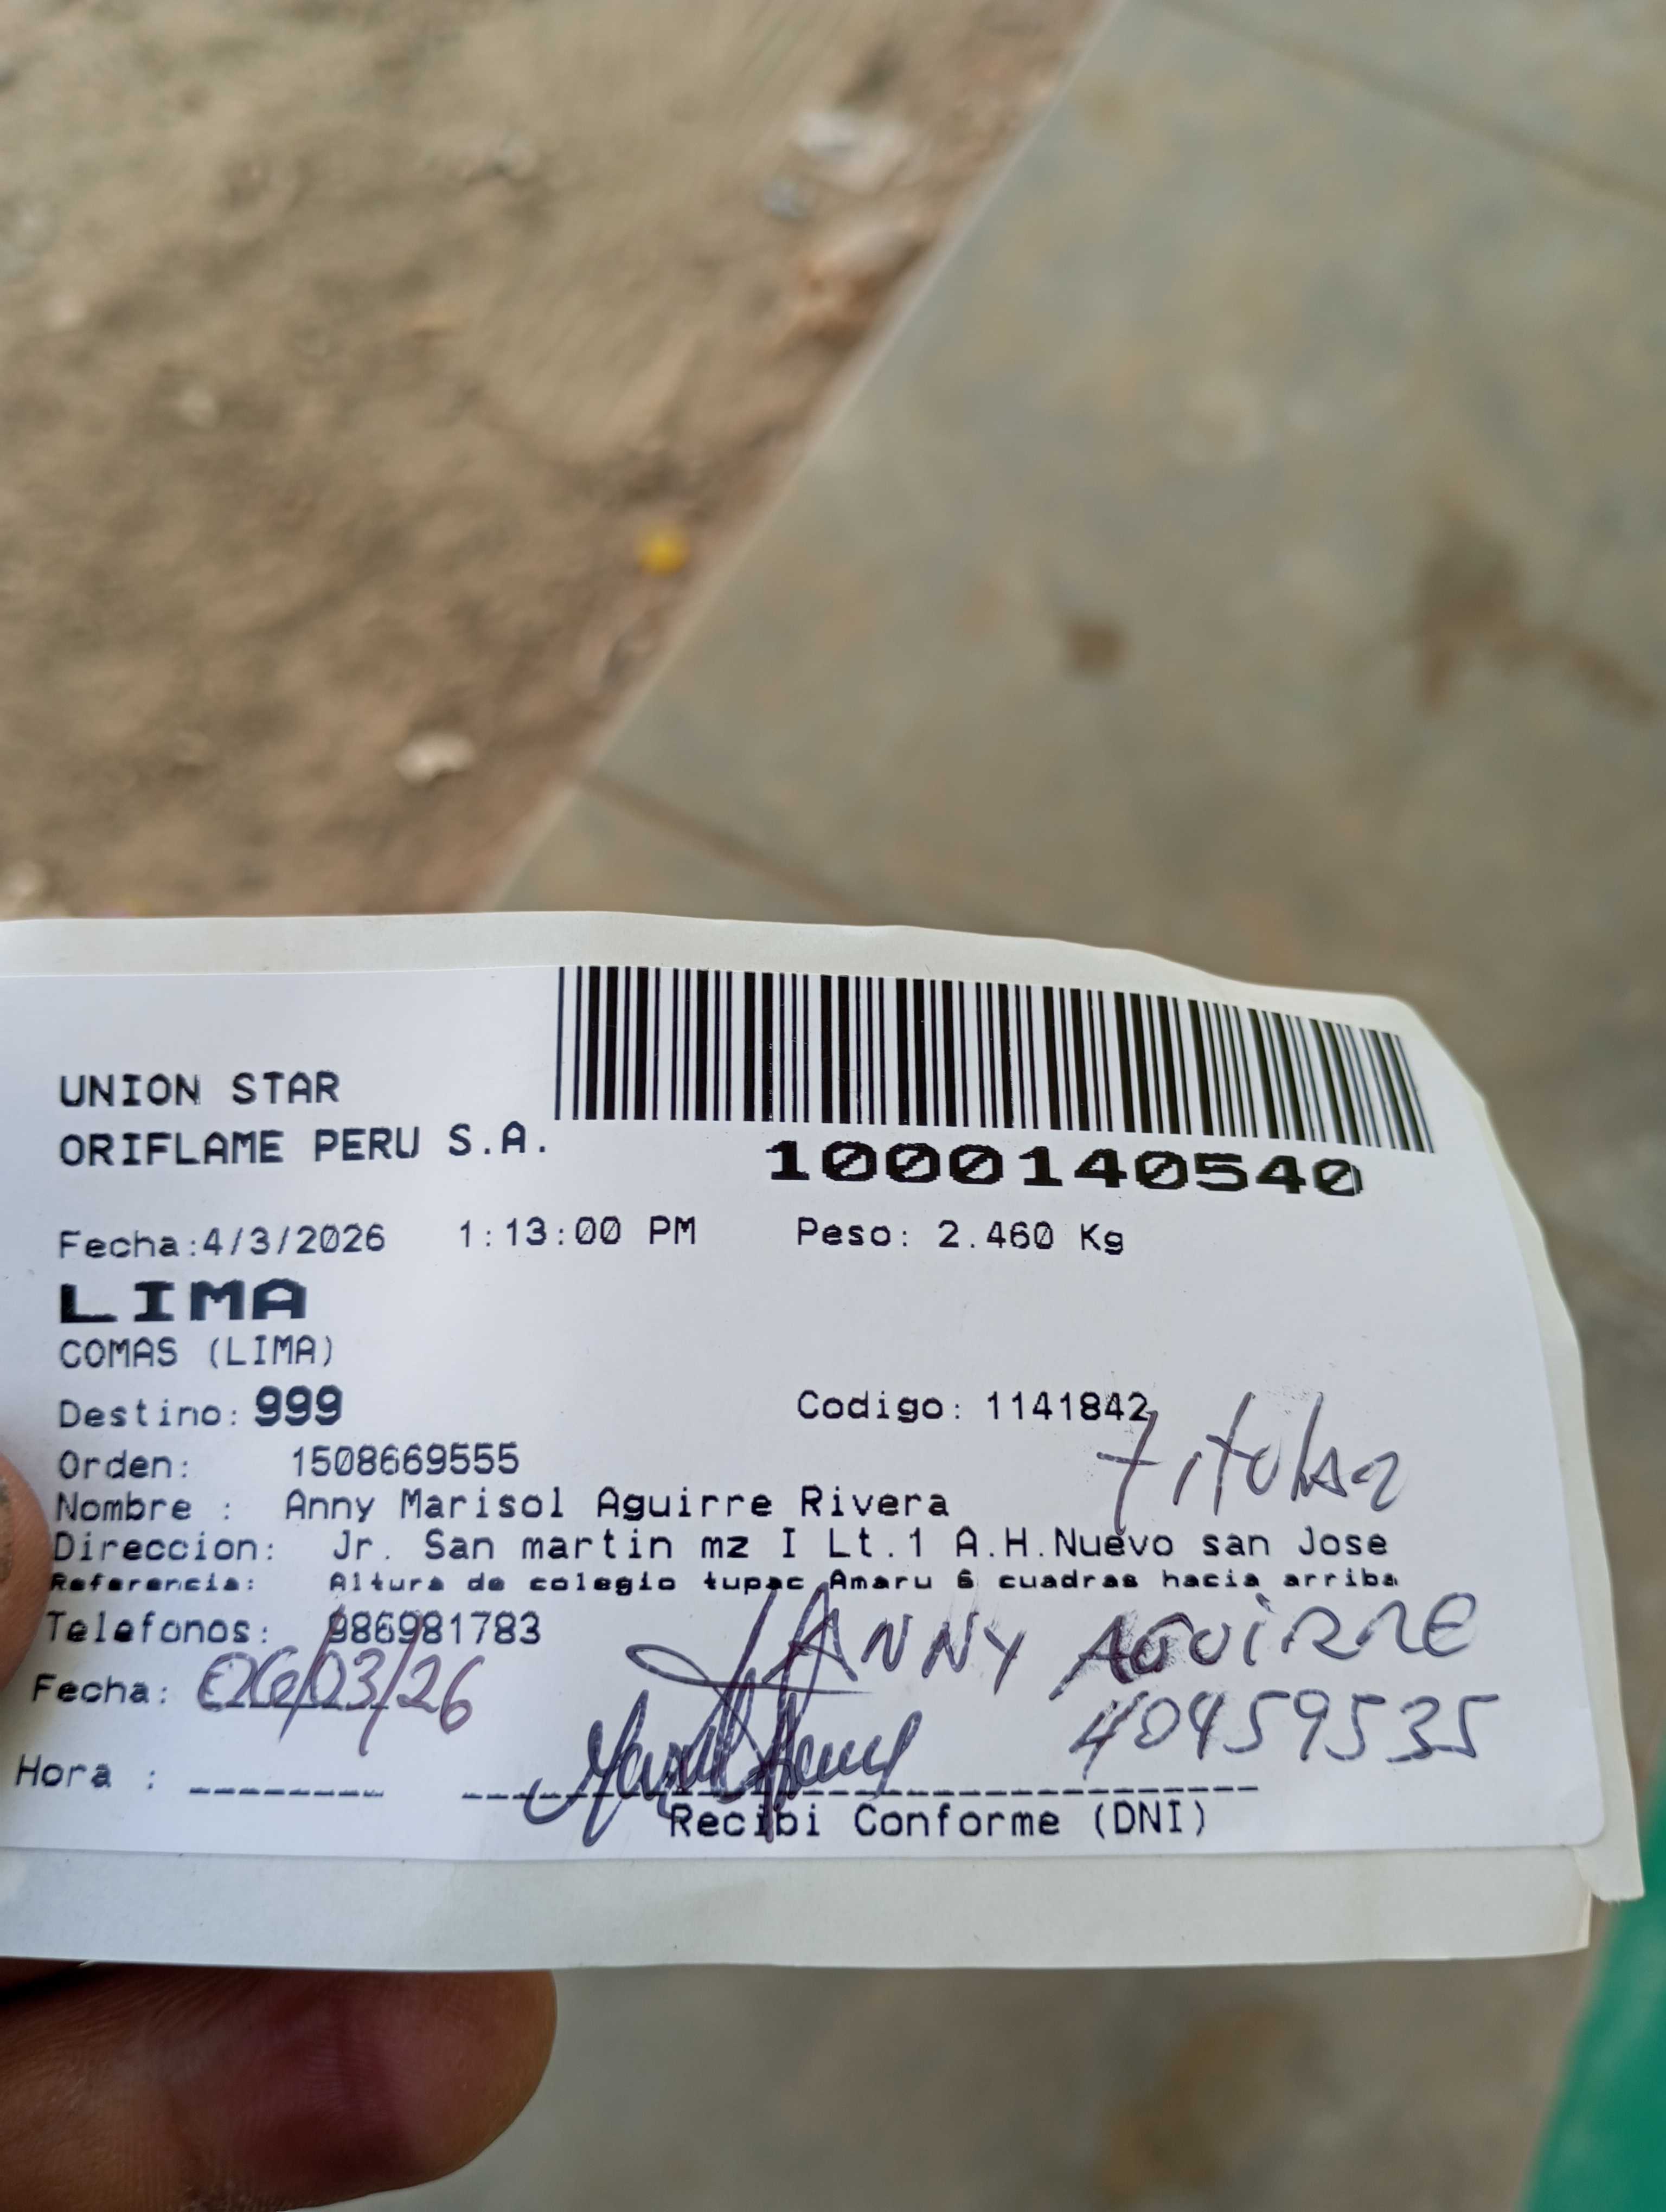 UNION STAR
ORIFLAME PERU S.A.
1000140540
Fecha:4/3/2026 1:13:00 PM Peso: 2.460 Kg
LIMA
COMAS (LIMA)
Destino: 999 Codigo: 1141842
Titular
Orden: 1508669555
Nombre : Anny Marisol Aguirre Rivera
Direccion: Jr. San martin mz I Lt.1 A.H.Nuevo san Jose
Referencia: Altura de colegio tupac Amaru 6 cuadras hacia arriba
Telefonos: 986981783
ANNY AGUIRRE
Fecha: 06/03/26
40959535
Hora :
Recibi Conforme (DNI)